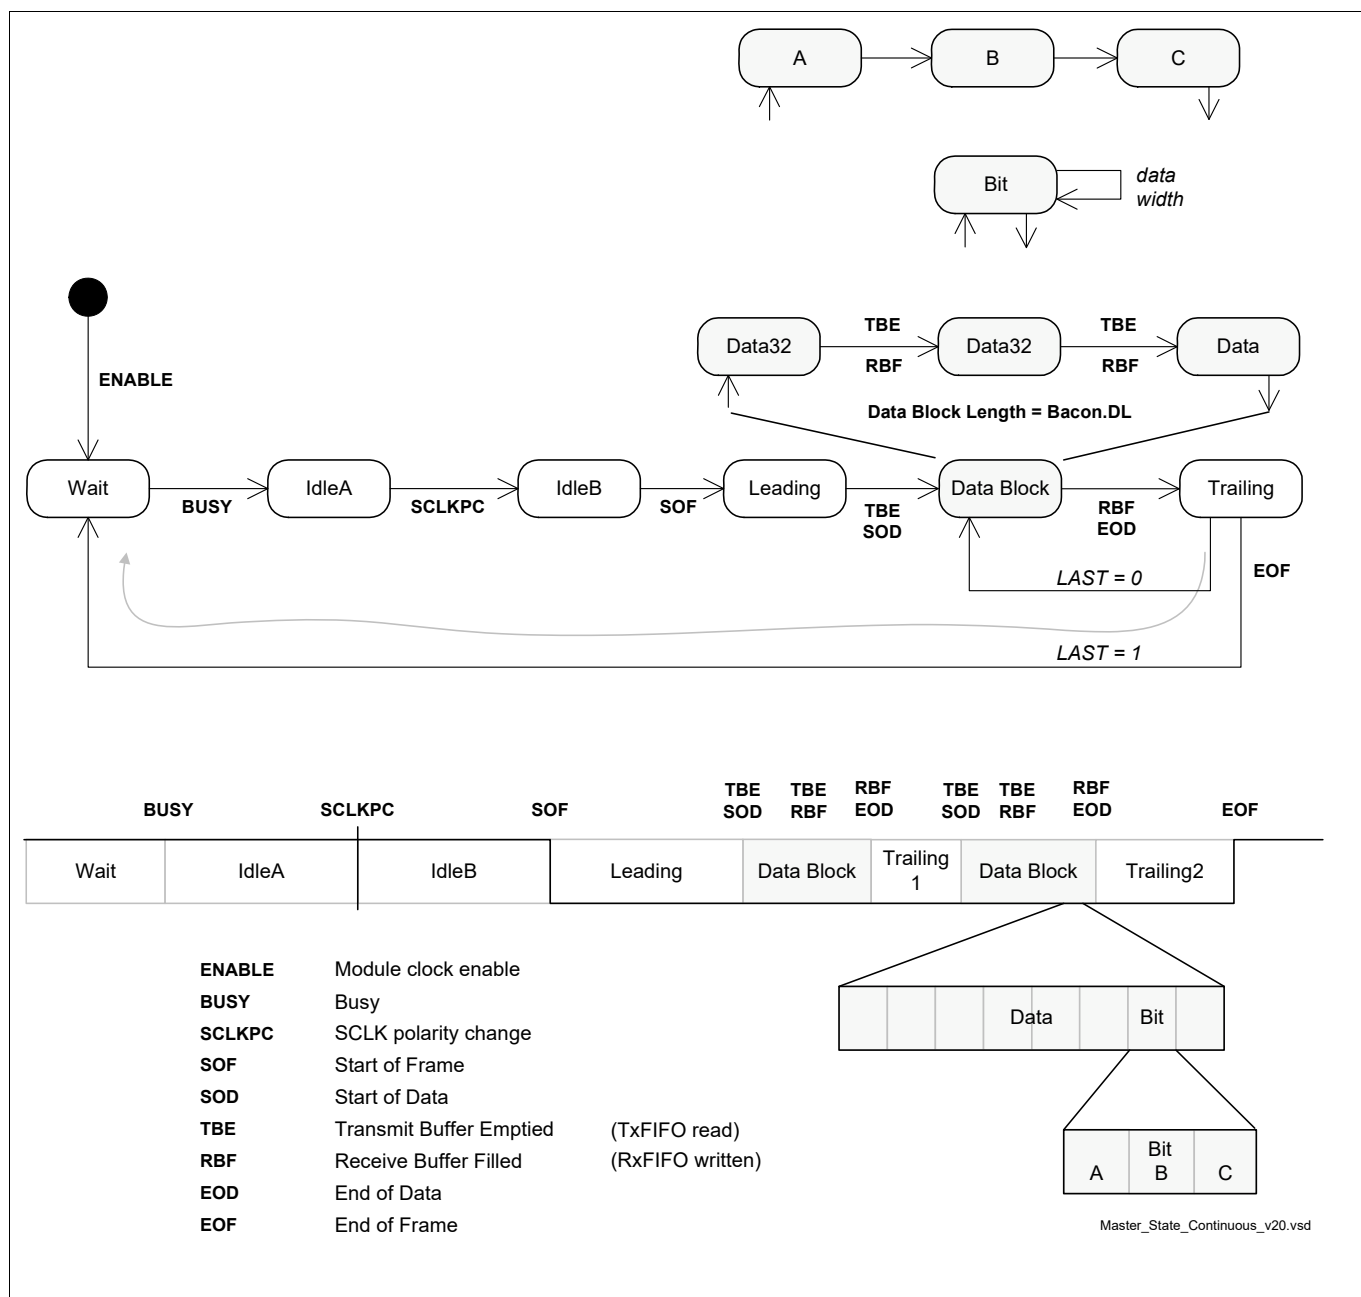 A B C
Bit
data
width
TBE TBE
Data32 Data32 Data
RBF RBF
ENABLE
Data Block Length = Bacon.DL
Wait IdleA IdleB Leading Data Block Trailing
BUSY SCLKPC SOF TBE RBF
SOD EOD
LAST = 0 EOF
LAST = 1
TBE TBE RBF TBE TBE RBF
BUSY SCLKPC SOF SOD RBF EOD SOD RBF EOD EOF
Wait IdleA IdleB Leading Data Block Trailing Data Block Trailing2
1
ENABLE Module clock enable
BUSY Busy
SCLKPC SCLK polarity change
SOF Start of Frame
SOD Start of Data
TBE Transmit Buffer Emptied (TxFIFO read)
RBF Receive Buffer Filled (RxFIFO written)
EOD End of Data
EOF End of Frame
Data Bit
Bit
A B C
Master_State_Continuous_v20.vsd